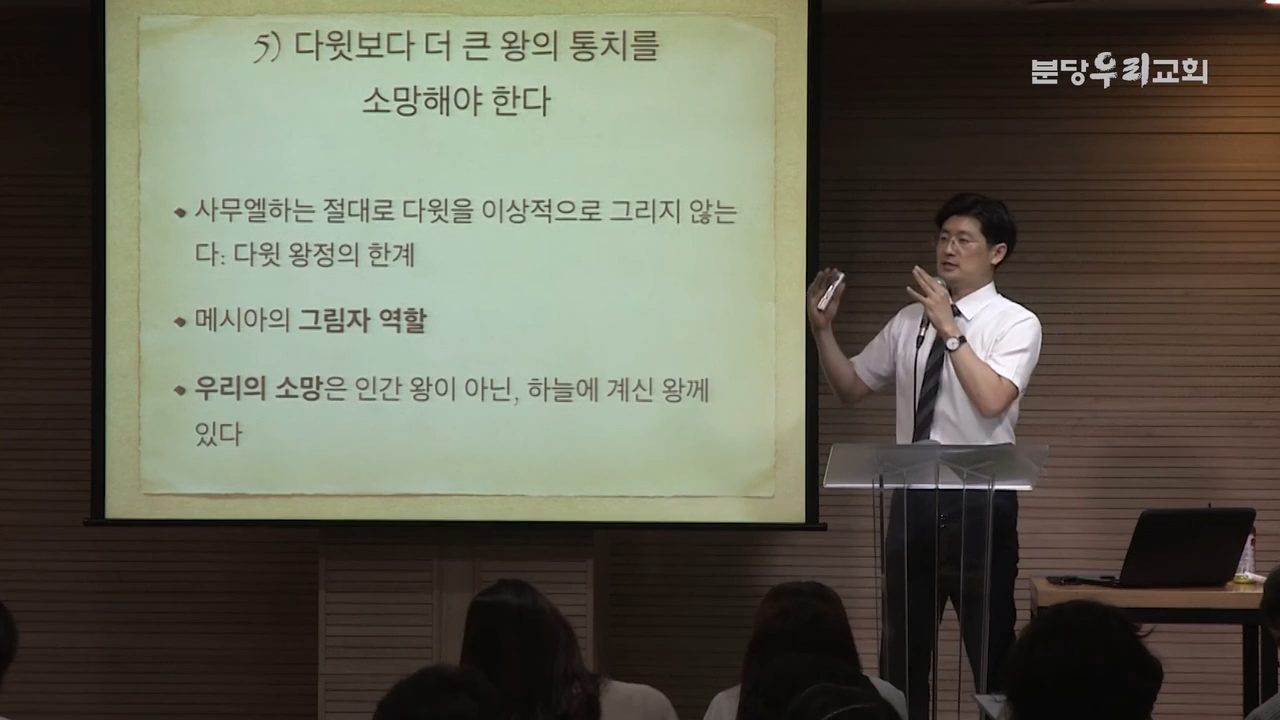 5) 다윗보다 더 큰 왕의 통치를
소망해야 한다
사무엘하는 절대로 다윗을 이상적으로 그리지 않는
다: 다윗 왕정의 한계
메시아의 그림자 역할
우리의 소망은 인간 왕이 아닌, 하늘에 계신 왕께
있다
분당우리교회